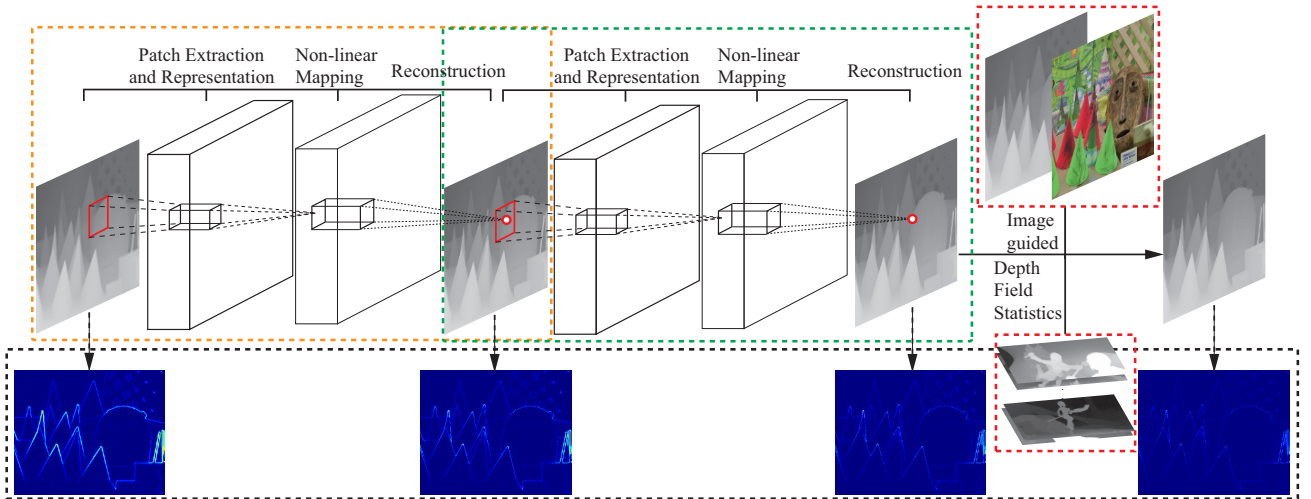 Patch Extraction
and Representation
Non-linear
Mapping
Reconstruction
Patch Extraction
and Representation
Non-linear
Mapping
Reconstruction
Image
guided
Depth
Field
Statistics